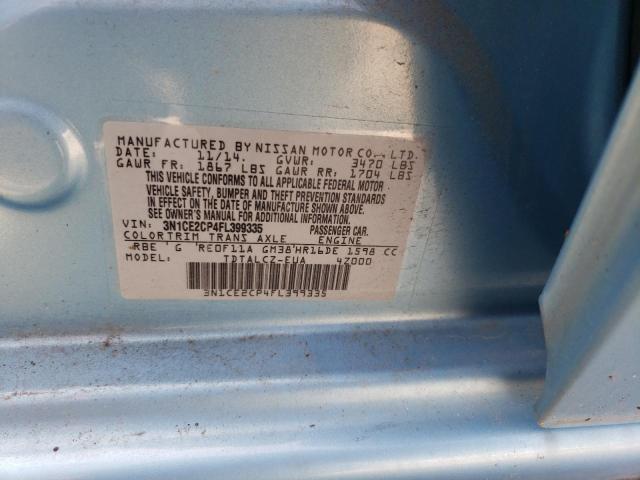 MANUFACTURED BY NISSAN MOTOR CO., LTD.
DATE: 11/14. GVWR: 3470 LBS
GAWR FR: 1867 LBS GAWR RR: 1704 LBS
THIS VEHICLE CONFORMS TO ALL APPLICABLE FEDERAL MOTOR
VEHICLE SAFETY, BUMPER AND THEFT PREVENTION STANDARDS
IN EFFECT ON THE DATE OF MANUFACTURE SHOWN ABOVE.
SEE OWNER'S MANUAL FOR ADDITIONAL INFORMATION.
VIN: 3N1CE2CP4FL399335 PASSENGER CAR.
COLOR TRIM TRANS AXLE ENGINE
RBE G RE0F11A GM38 HR16DE 1598 CC
MODEL: TDTALCZ-EUA 4Z000
3N1CE2CP4FL399335